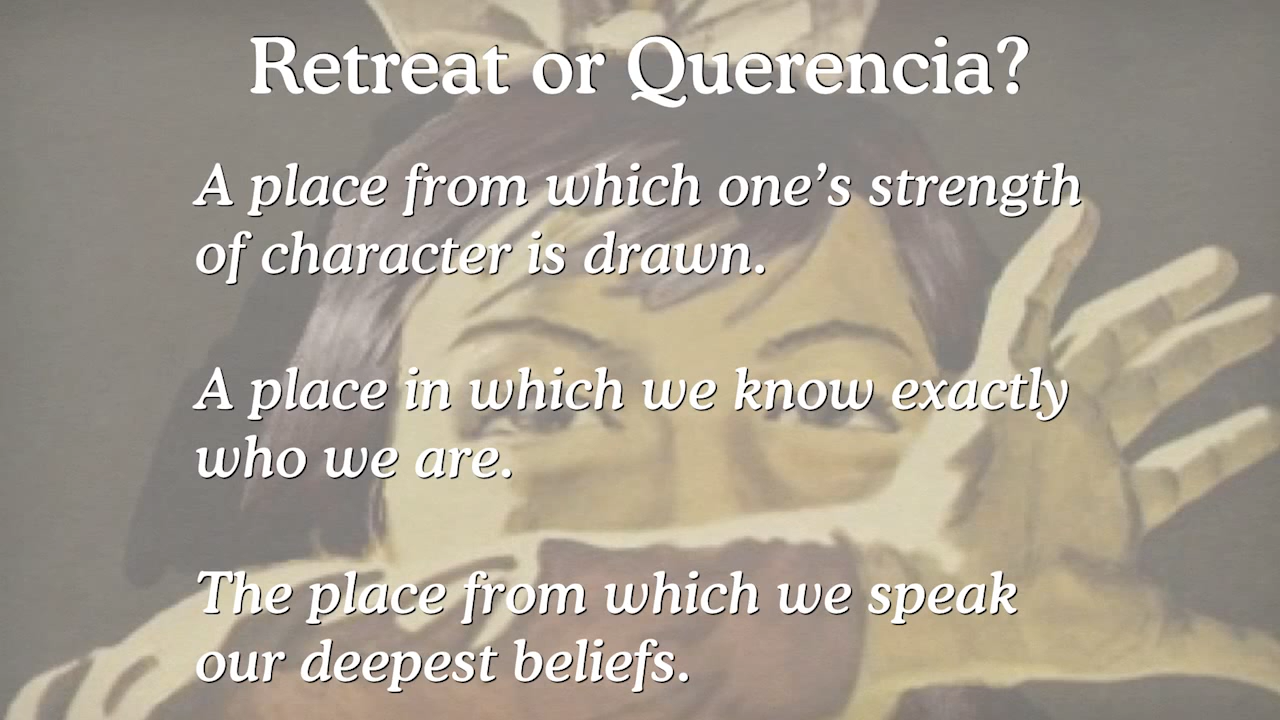 Retreat or Querencia?
A place from which one’s strength
of character is drawn.
A place in which we know exactly
who we are.
The place from which we speak
our deepest beliefs.